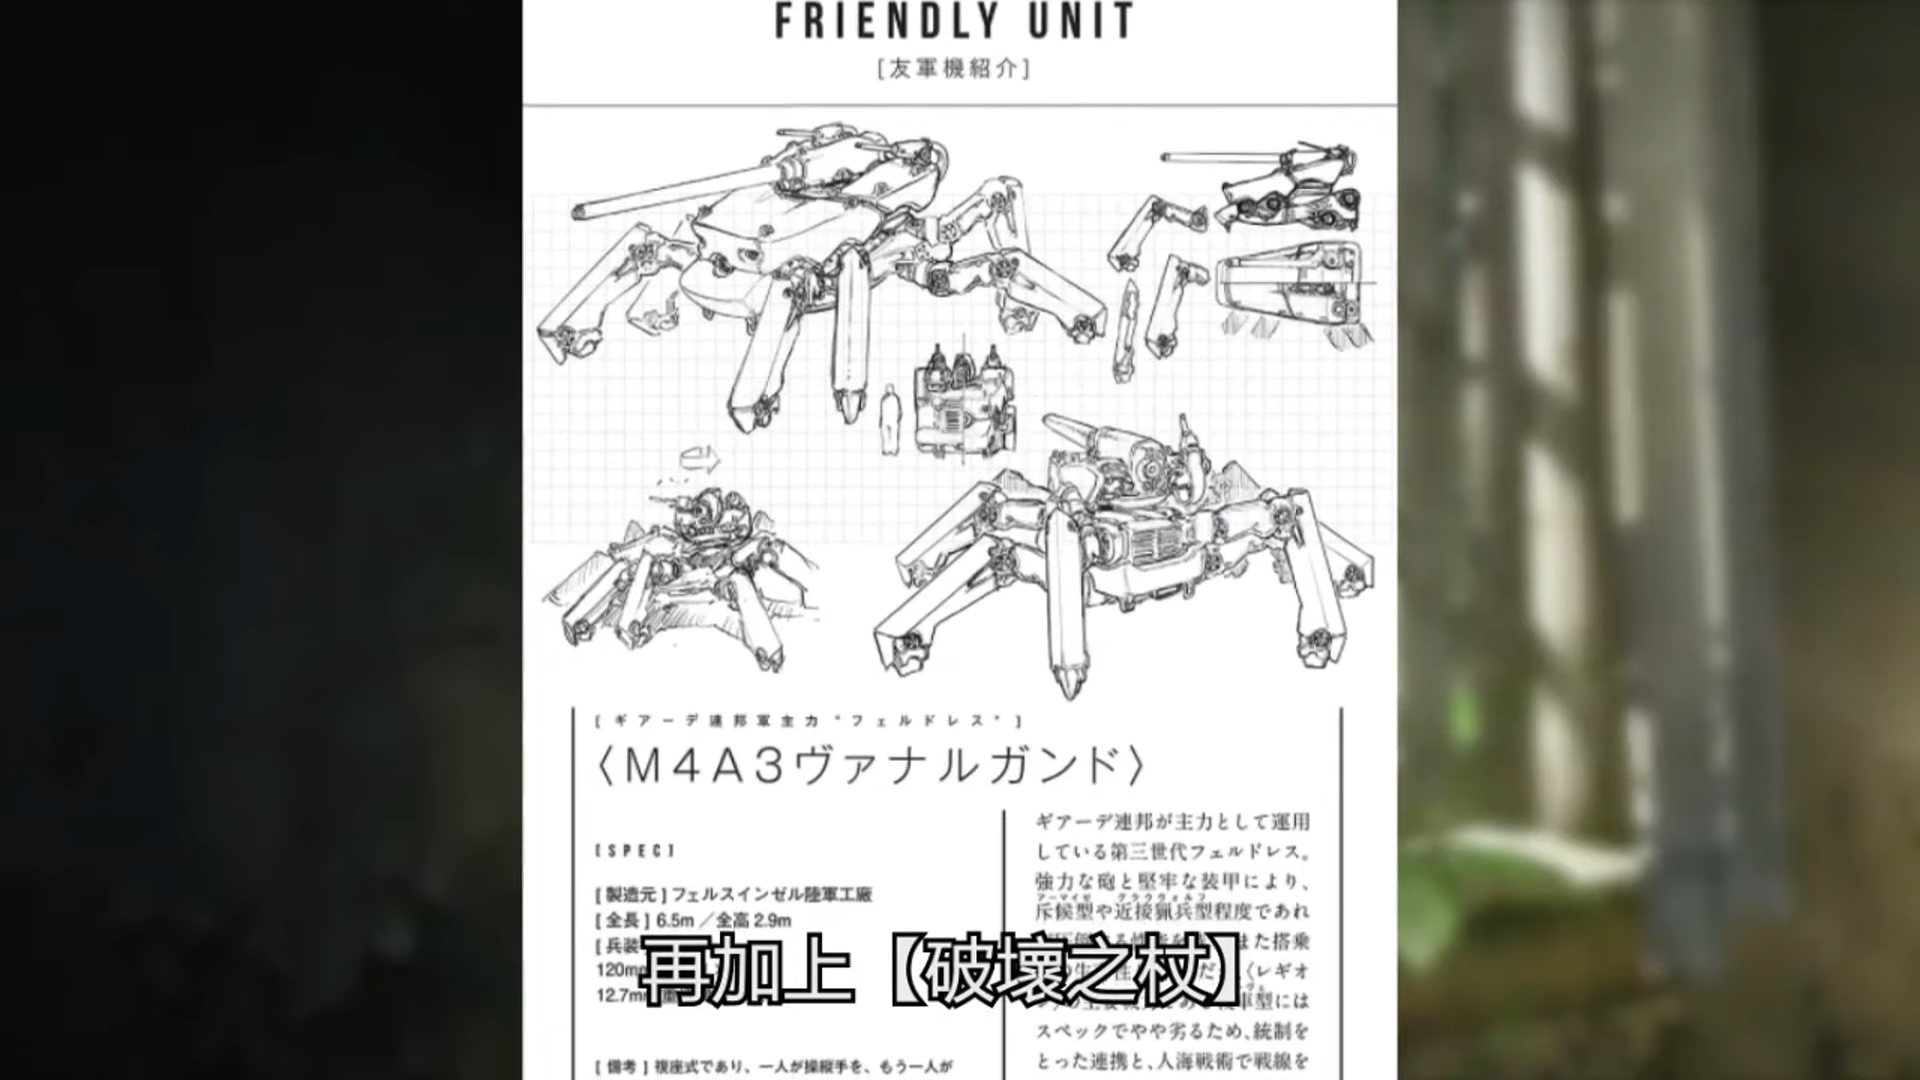 FRIENDLY UNIT
[友軍機紹介]
[ギアーデ連邦軍主力"フェルドレス"]
〈M4A3ヴァナルガンド〉
[SPEC]
[製造元]フェルスインゼル陸軍工廠
[全長]6.5m／全高2.9m
[兵装
120mm
12.7mm
[備考]複座式であり、一人が操縦手を、もう一人が
ギアーデ連邦が主力として運用
している第三世代フェルドレス。
強力な砲と堅牢な装甲により、
斥候型や近接猟兵型程度であれ
また搭乗
〈レギオ
型には
スペックでやや劣るため、統制を
とった連携と、人海戦術で戦線を
再加上【破壊之杖】